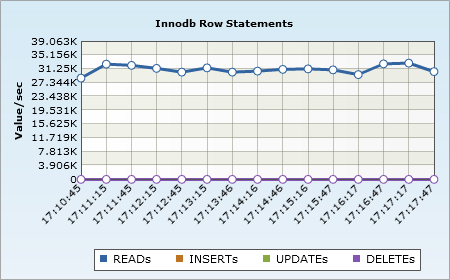 Innodb Row Statements
Value/sec
39.063K
35.156K
31.25K
27.344K
23.438K
19.531K
15.625K
11.719K
7.813K
3.906K
0
17:10:45
17:11:15
17:11:45
17:12:15
17:12:45
17:13:15
17:13:46
17:14:16
17:14:46
17:15:16
17:15:47
17:16:17
17:16:47
17:17:17
17:17:47
READs INSERTs UPDATEs DELETEs